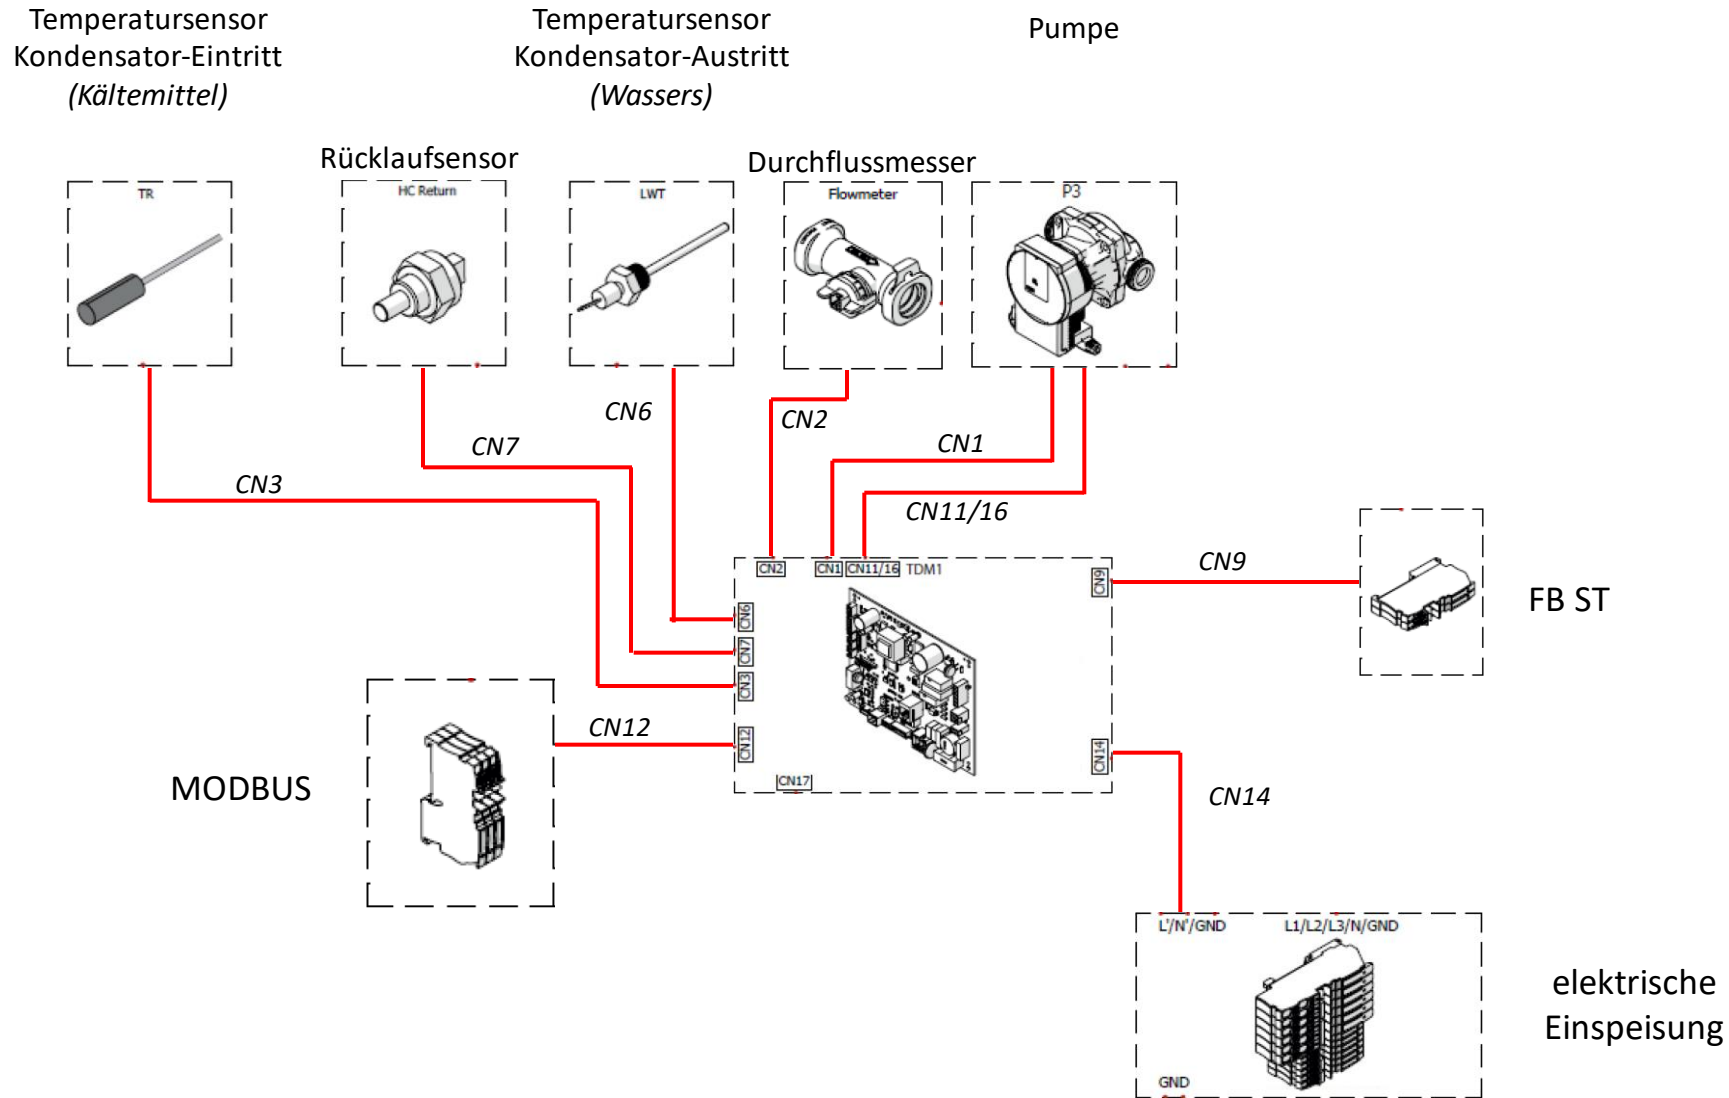 Temperatursensor
Kondensator-Eintritt
(Kältemittel)
Temperatursensor
Kondensator-Austritt
(Wassers)
Pumpe
Rücklaufsensor
Durchflussmesser
TR
HC Return
LWT
Flowmeter
P3
CN6
CN2
CN7
CN1
CN3
CN11/16
CN9
CN2
CN1
CN11/16
TDM1
CN9
FB ST
CN6
CN7
CN3
CN12
CN12
CN14
MODBUS
CN17
CN14
L'/N'/GND
L1/L2/L3/N/GND
elektrische
Einspeisung
GND